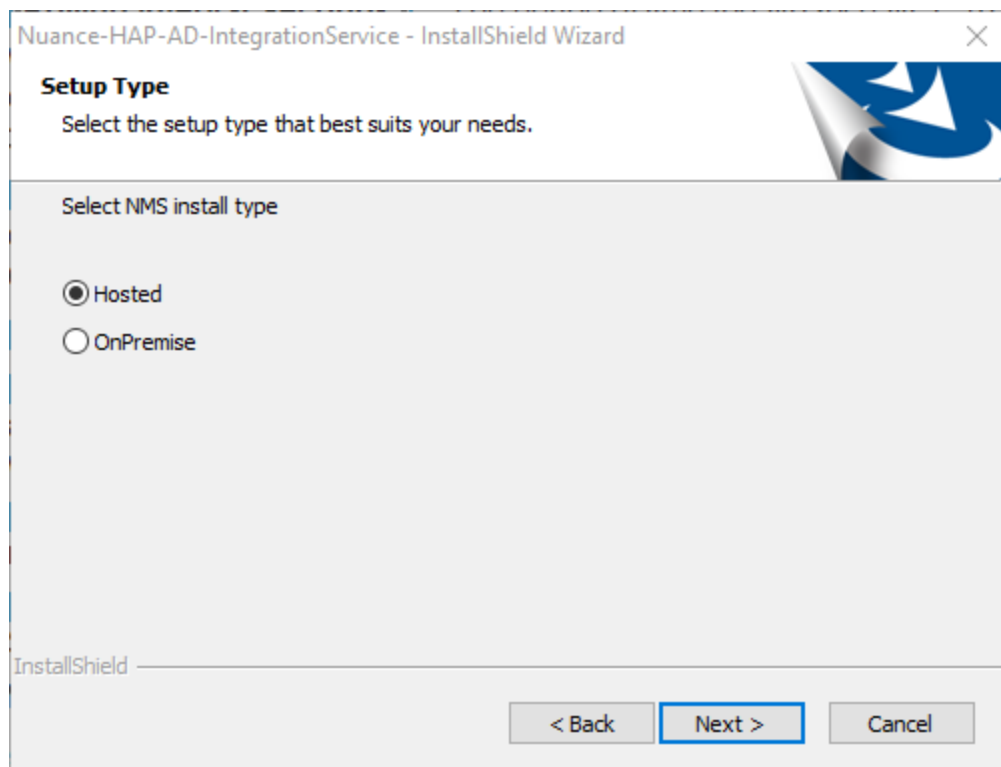 Nuance-HAP-AD-IntegrationService - InstallShield Wizard
Setup Type
Select the setup type that best suits your needs.
Select NMS install type
Hosted
OnPremise
InstallShield
< Back
Next >
Cancel